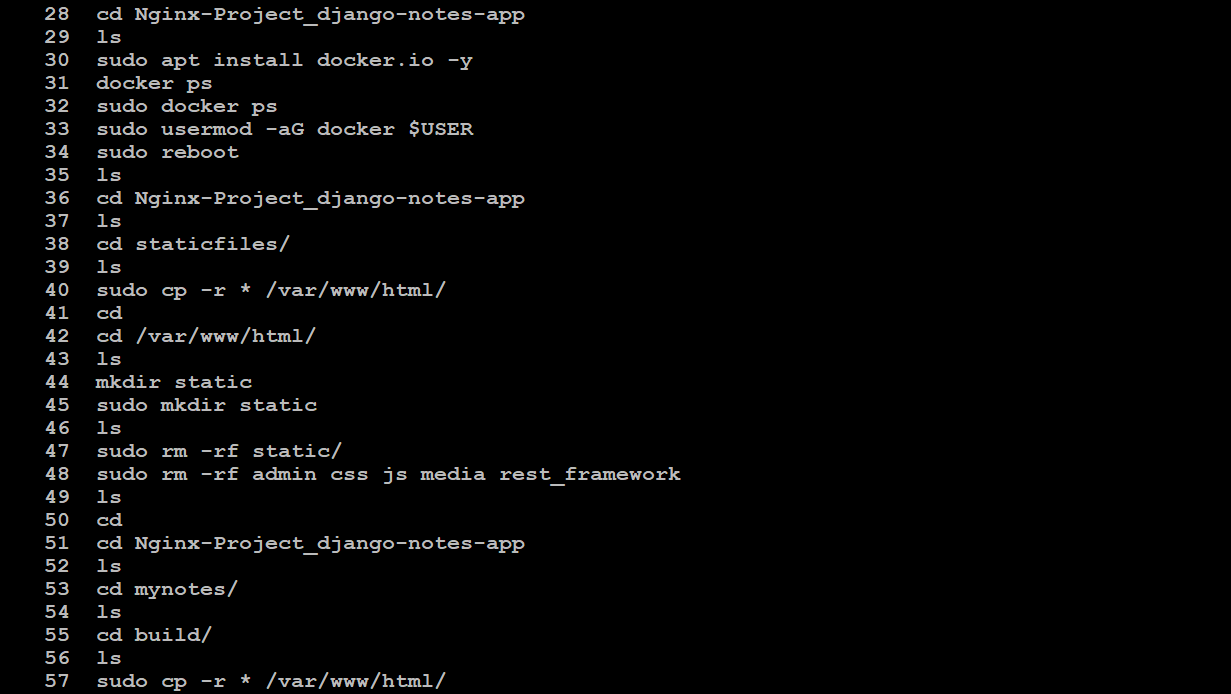 28 cd Nginx-Project_django-notes-app
29 ls
30 sudo apt install docker.io -y
31 docker ps
32 sudo docker ps
33 sudo usermod -aG docker $USER
34 sudo reboot
35 ls
36 cd Nginx-Project_django-notes-app
37 ls
38 cd staticfiles/
39 ls
40 sudo cp -r * /var/www/html/
41 cd
42 cd /var/www/html/
43 ls
44 mkdir static
45 sudo mkdir static
46 ls
47 sudo rm -rf static/
48 sudo rm -rf admin css js media rest_framework
49 ls
50 cd
51 cd Nginx-Project_django-notes-app
52 ls
53 cd mynotes/
54 ls
55 cd build/
56 ls
57 sudo cp -r * /var/www/html/